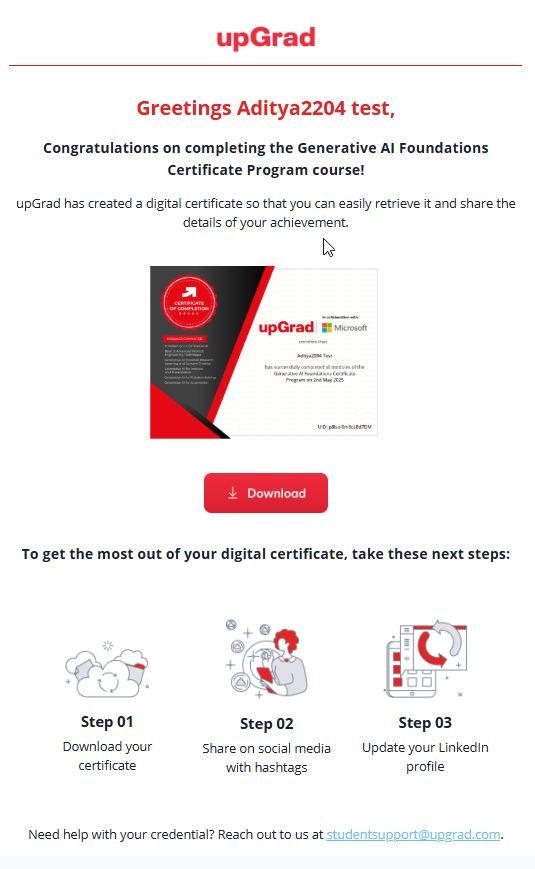 upGrad
Greetings Aditya2204 test,
Congratulations on completing the Generative AI Foundations
Certificate Program course!
upGrad has created a digital certificate so that you can easily retrieve it and share the
details of your achievement.
CERTIFICATE
OF COMPLETION
In collaboration with
upGrad Microsoft
certifies that
Aditya2204 Test
has successfully completed all modules of the
Generative AI Foundations Certificate
Program on 2nd May 2025
UID:
Download
To get the most out of your digital certificate, take these next steps:
Step 01
Download your
certificate
Step 02
Share on social media
with hashtags
Step 03
Update your LinkedIn
profile
Need help with your credential? Reach out to us at studentsupport@upgrad.com.